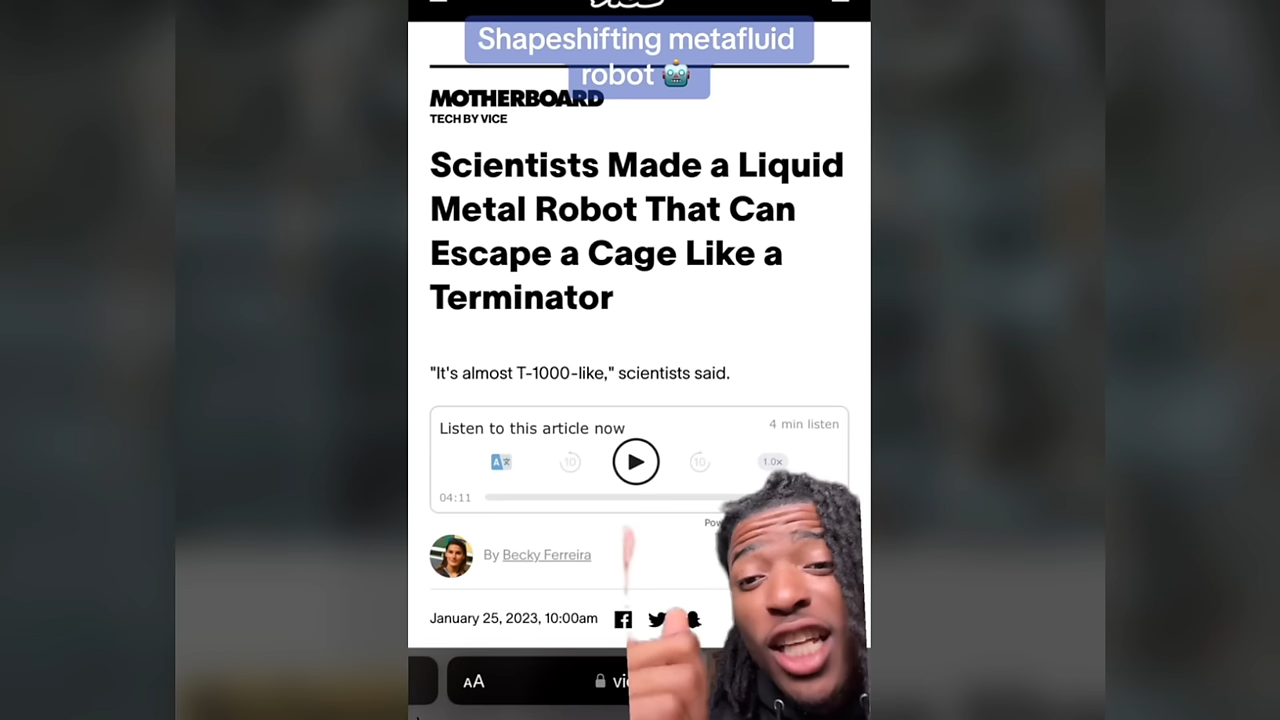 Shapeshifting metafluid
robot 🤖
MOTHERBOARD
TECH BY VICE
Scientists Made a Liquid
Metal Robot That Can
Escape a Cage Like a
Terminator
"It's almost T-1000-like," scientists said.
Listen to this article now
4 min listen
10
10
1.0x
04:11
By Becky Ferreira
January 25, 2023, 10:00am
AA